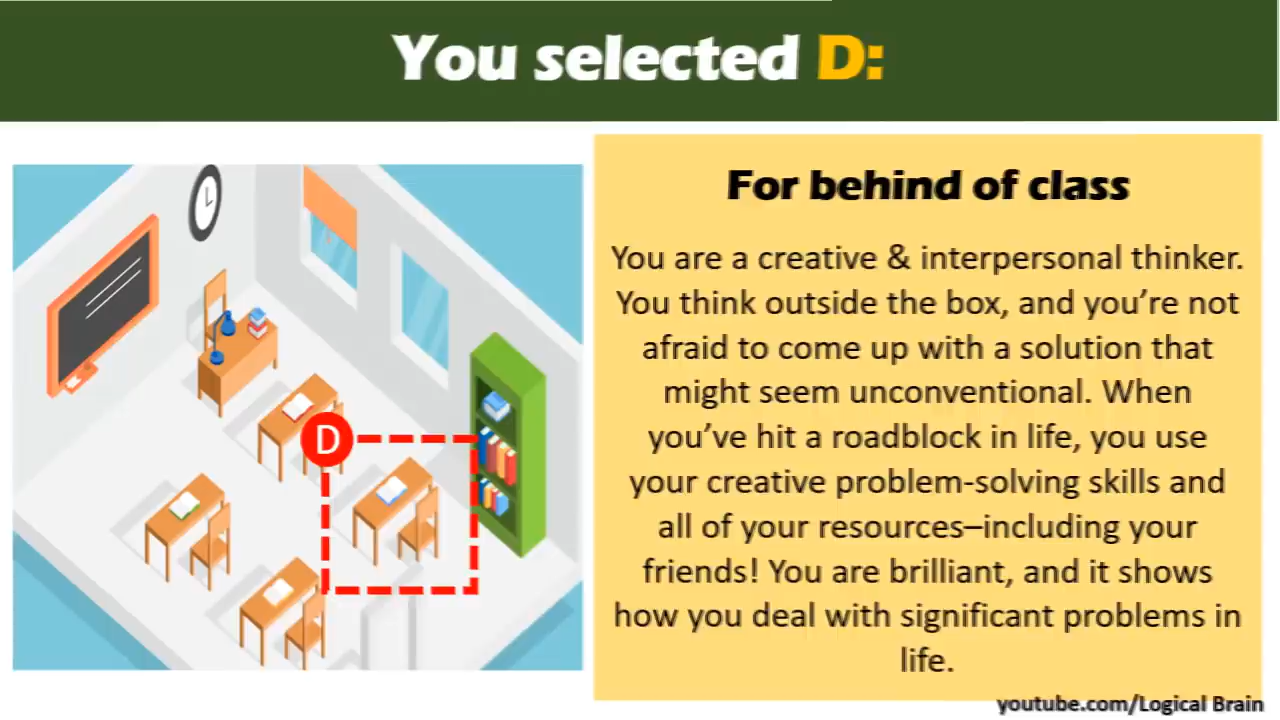 You selected D:
For behind of class
You are a creative & interpersonal thinker.
You think outside the box, and you’re not
afraid to come up with a solution that
might seem unconventional. When
you’ve hit a roadblock in life, you use
your creative problem-solving skills and
all of your resources–including your
friends! You are brilliant, and it shows
how you deal with significant problems in
life.
D
youtube.com/Logical Brain